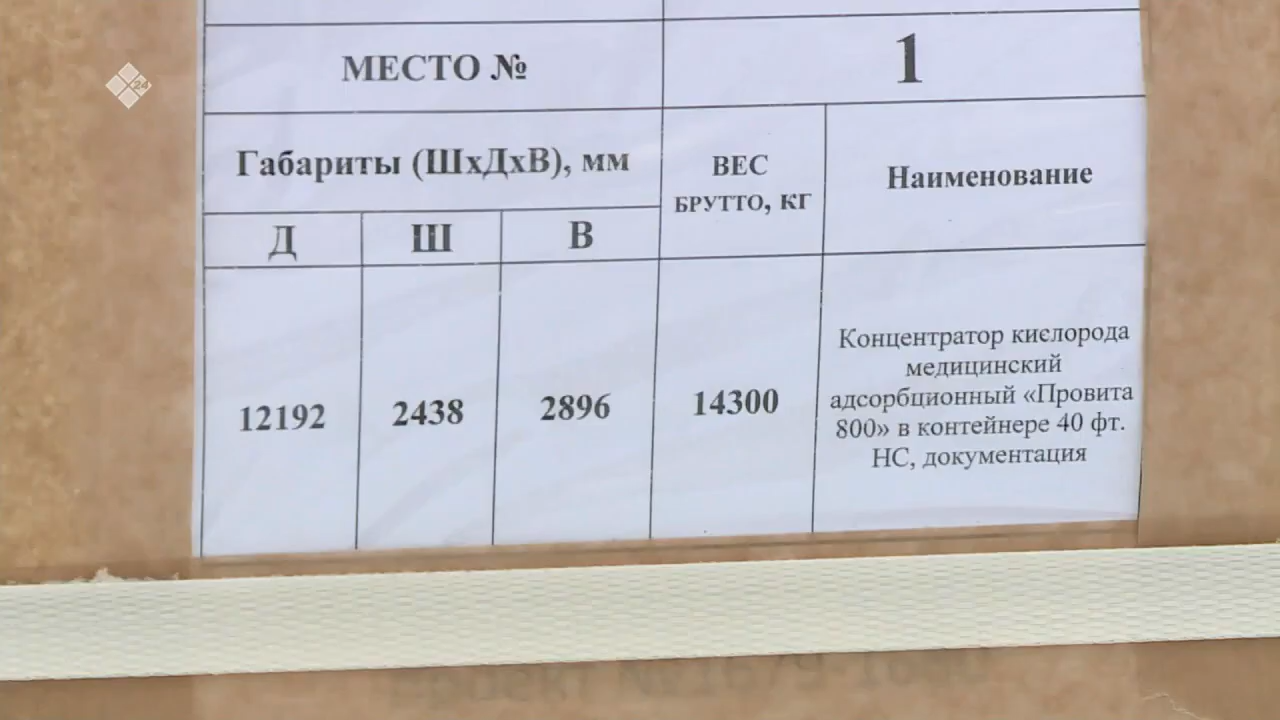 24
МЕСТО № 1
Габариты (ШхДхВ), мм
ВЕС
БРУТТО, КГ
Наименование
Д Ш В
12192 2438 2896 14300
Концентратор кислорода
медицинский
адсорбционный «Провита
800» в контейнере 40 фт.
НС, документация